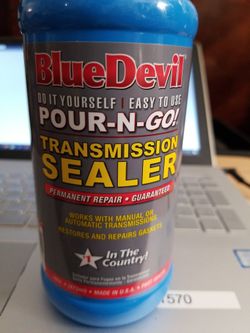 BlueDevil
DO IT YOURSELF | EASY TO USE
POUR-N-GO!
TRANSMISSION
SEALER
PERMANENT REPAIR • GUARANTEED
WORKS WITH MANUAL OR
AUTOMATIC TRANSMISSIONS
RESTORES AND REPAIRS GASKETS
#1 In The
Country!
MADE IN U.S.A.
1570